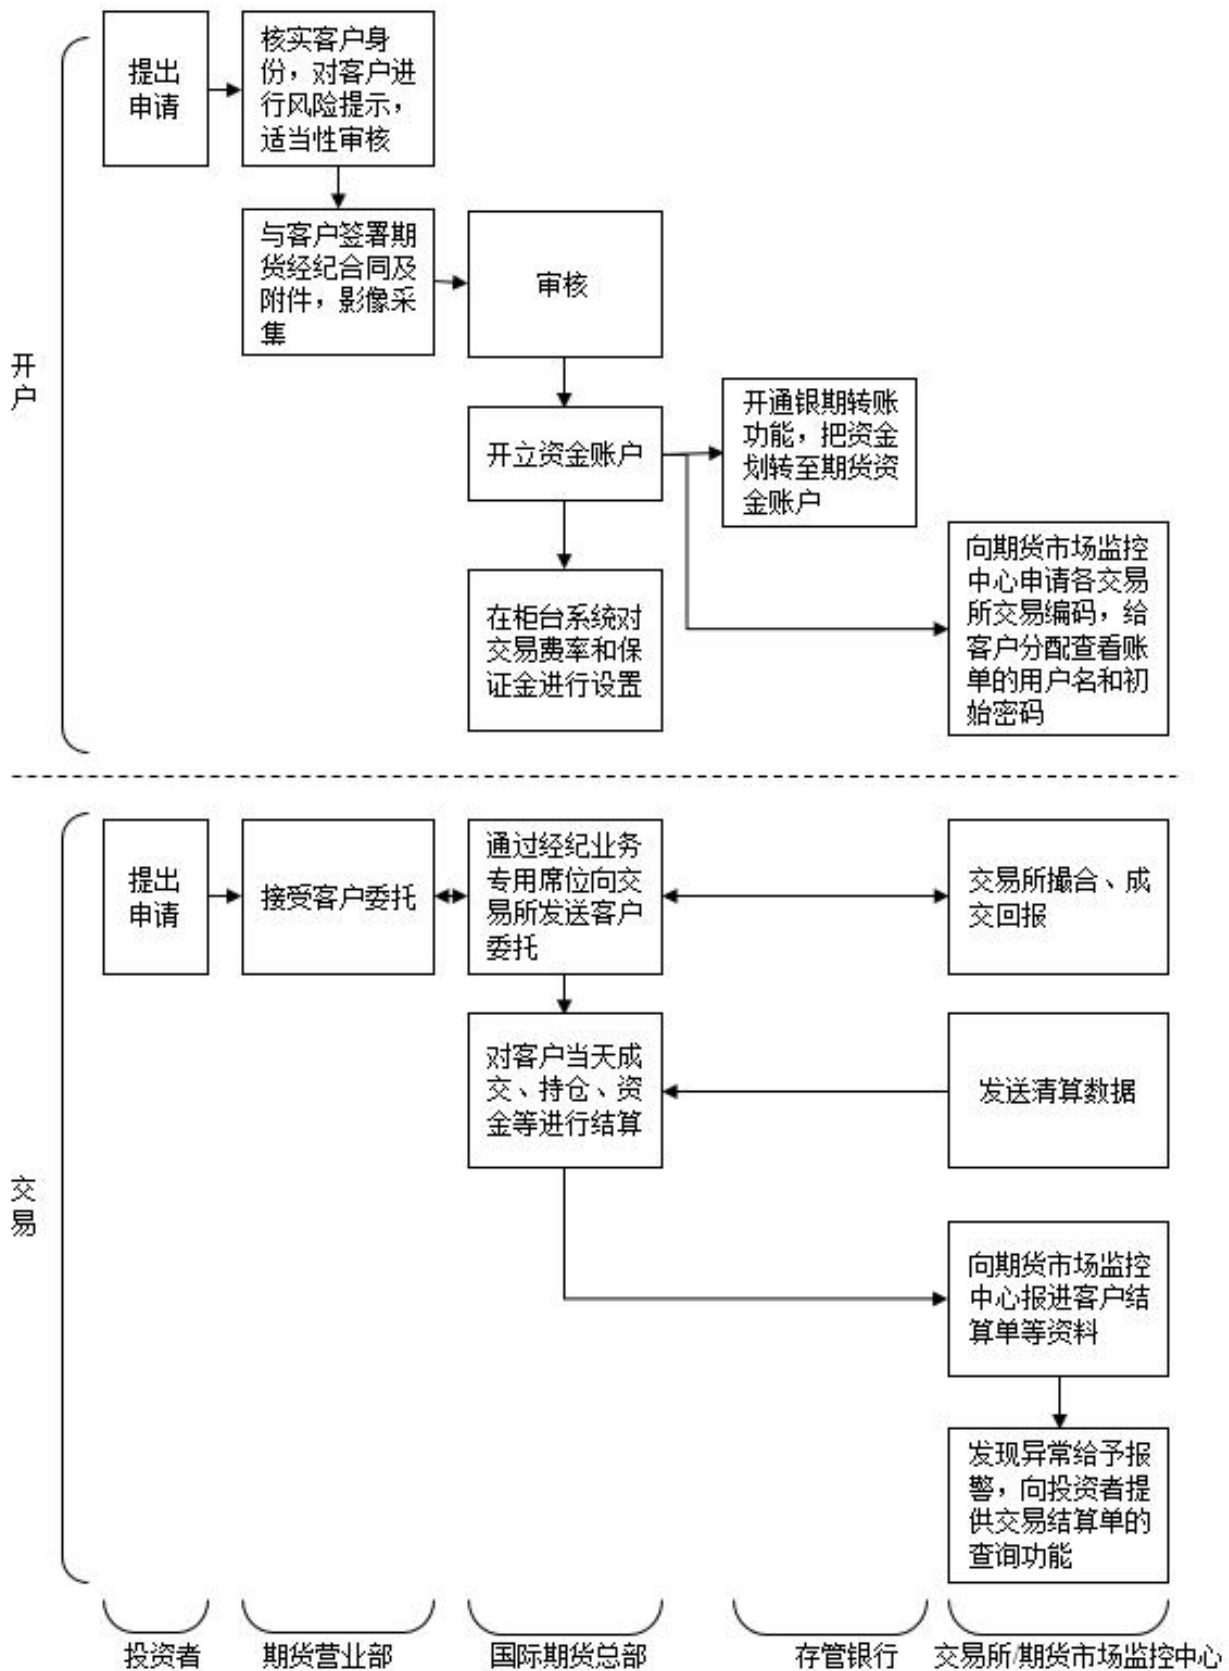 提出
申请
核实客户身
份，对客户进
行风险提示，
适当性审核
与客户签署期
货经纪合同及
附件，影像采
集
审核
开户
开立资金账户
开通银期转账
功能，把资金
划转至期货资
金账户
在柜台系统对
交易费率和保
证金进行设置
向期货市场监控
中心申请各交易
所交易编码，给
客户分配查看账
单的用户名和初
始密码
提出
申请
接受客户委托
通过经纪业务
专用席位向交
易所发送客户
委托
交易所撮合、成
交回报
对客户当天成
交、持仓、资
金等进行结算
发送清算数据
交易
向期货市场监控
中心报进客户结
算单等资料
发现异常给予报
警，向投资者提
供交易结算单的
查询功能
投资者
期货营业部
国际期货总部
存管银行
交易所/期货市场监控中心